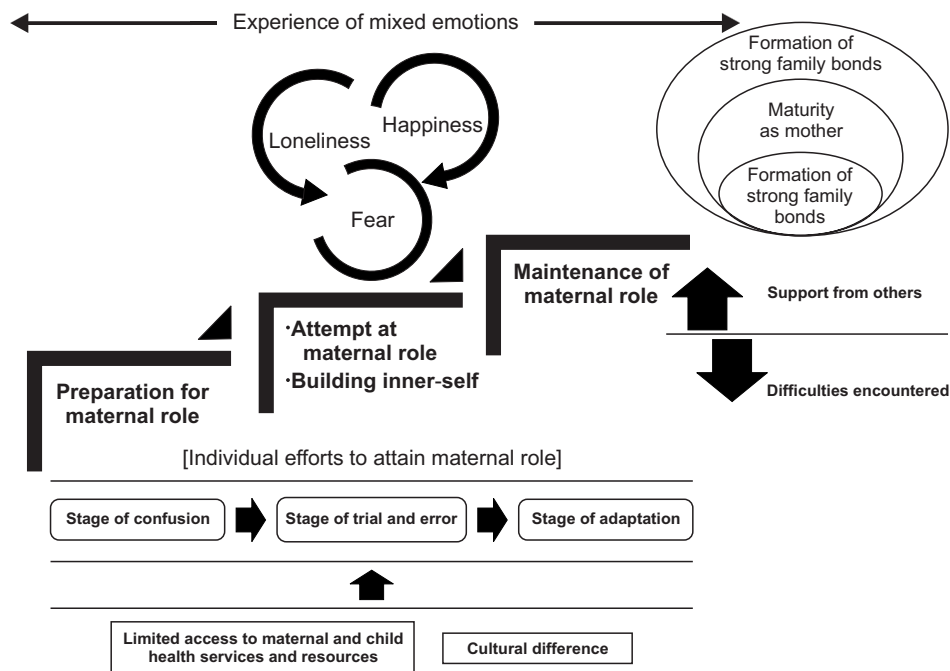 Experience of mixed emotions
Loneliness
Happiness
Fear
Formation of
strong family bonds
Maturity
as mother
Formation of
strong family
bonds
Preparation for
maternal role
·Attempt at
maternal role
·Building inner-self
Maintenance of
maternal role
Support from others
Difficulties encountered
[Individual efforts to attain maternal role]
Stage of confusion
Stage of trial and error
Stage of adaptation
Limited access to maternal and child
health services and resources
Cultural difference